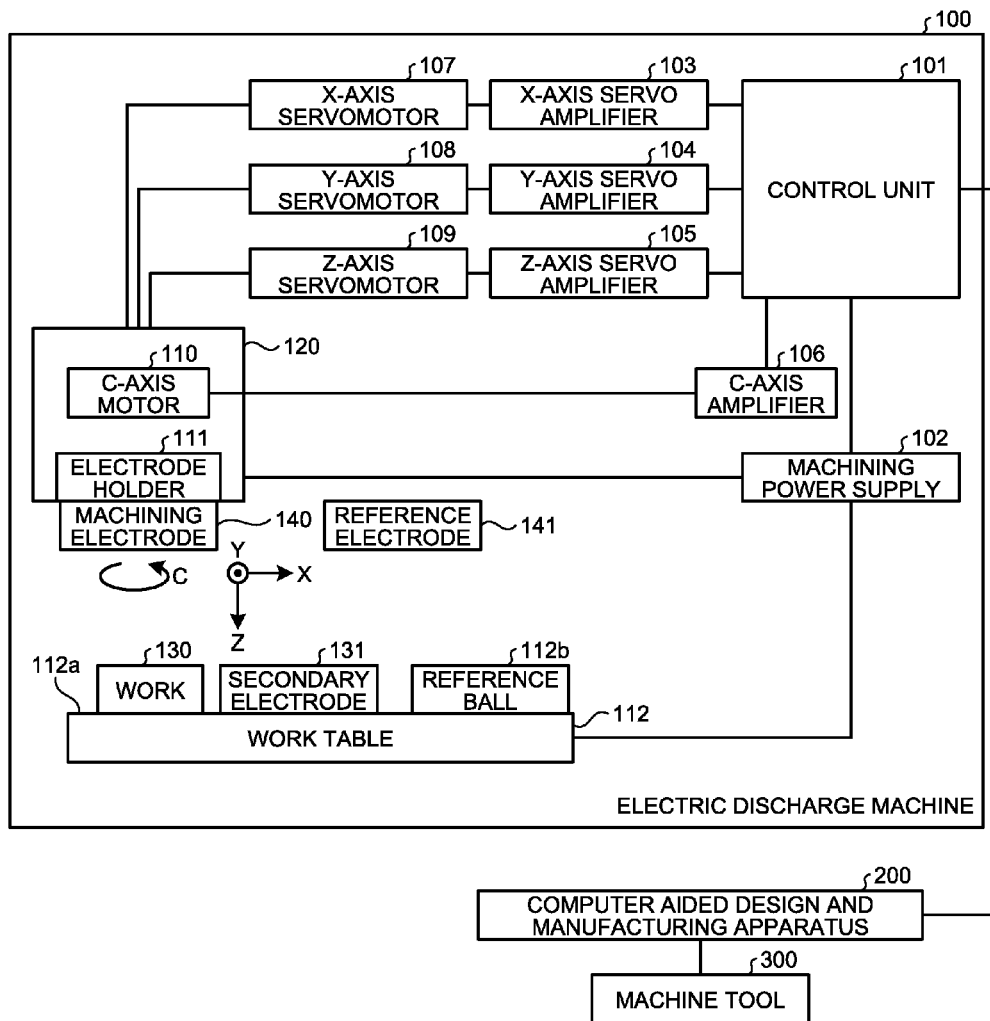 100
107
103
101
X-AXIS
SERVOMOTOR
X-AXIS SERVO
AMPLIFIER
108
104
Y-AXIS
SERVOMOTOR
Y-AXIS SERVO
AMPLIFIER
CONTROL UNIT
109
105
Z-AXIS
SERVOMOTOR
Z-AXIS SERVO
AMPLIFIER
120
110
106
C-AXIS
MOTOR
C-AXIS
AMPLIFIER
111
102
ELECTRODE
HOLDER
MACHINING
POWER SUPPLY
MACHINING
ELECTRODE
140
REFERENCE
ELECTRODE
141
C
Y
X
Z
112a
130
131
112b
WORK
SECONDARY
ELECTRODE
REFERENCE
BALL
112
WORK TABLE
ELECTRIC DISCHARGE MACHINE
200
COMPUTER AIDED DESIGN AND
MANUFACTURING APPARATUS
300
MACHINE TOOL